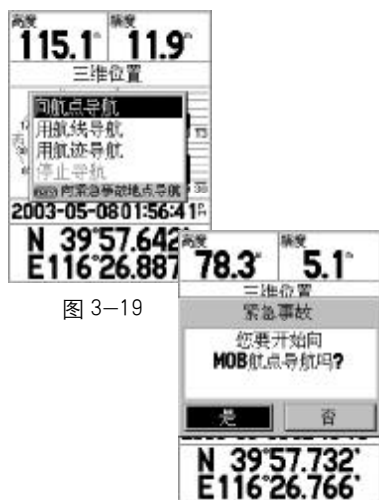 高度 精度
115.1 11.9
三维位置
向航点导航
用航线导航
用航迹导航
停止导航
向紧急事故地点导航
2003-05-08 01:56:41
N 39°57.642'
E116°26.887
图 3-19
高度 精度
78.3 5.1
三维位置
紧急事故
您要开始向
MOB航点导航吗?
是 否
N 39°57.732'
E116°26.766'